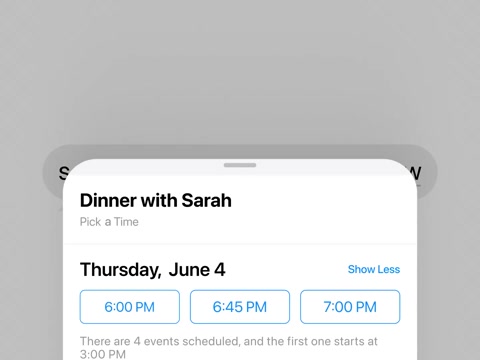 S
W
Dinner with Sarah
Pick a Time
Thursday, June 4
Show Less
6:00 PM
6:45 PM
7:00 PM
There are 4 events scheduled, and the first one starts at
3:00 PM